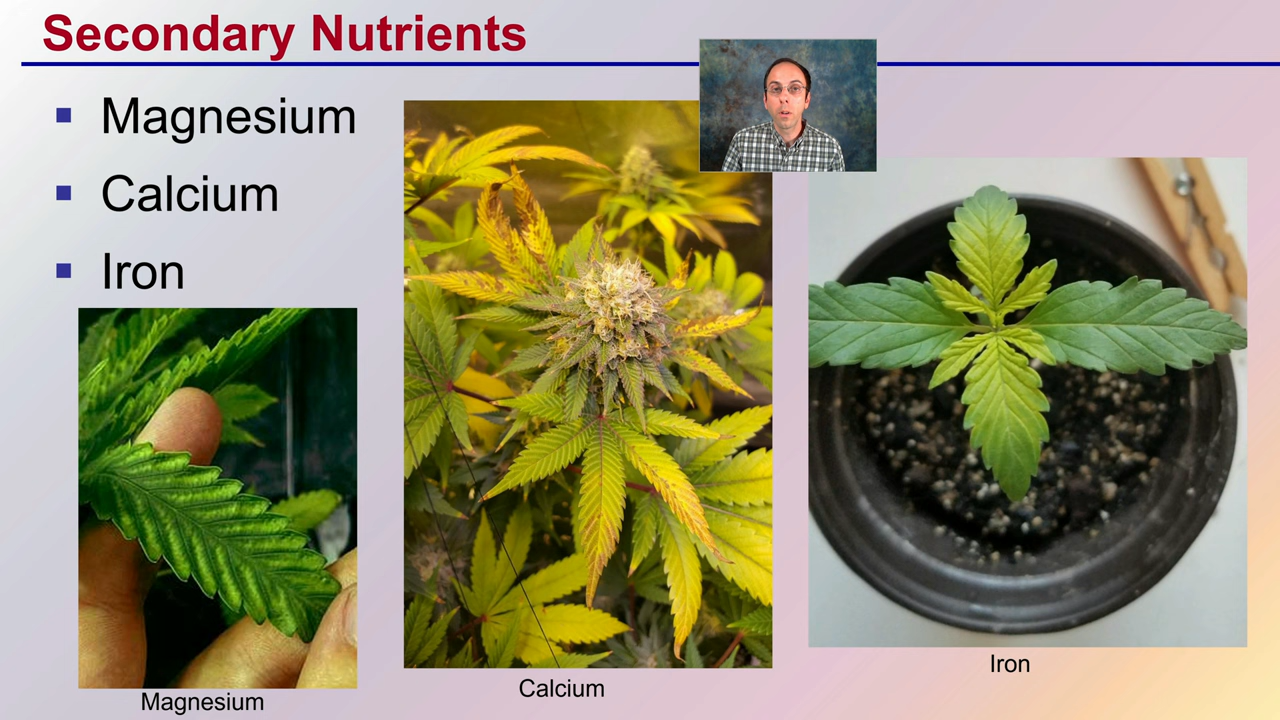 Secondary Nutrients
Magnesium
Calcium
Iron
Magnesium
Calcium
Iron